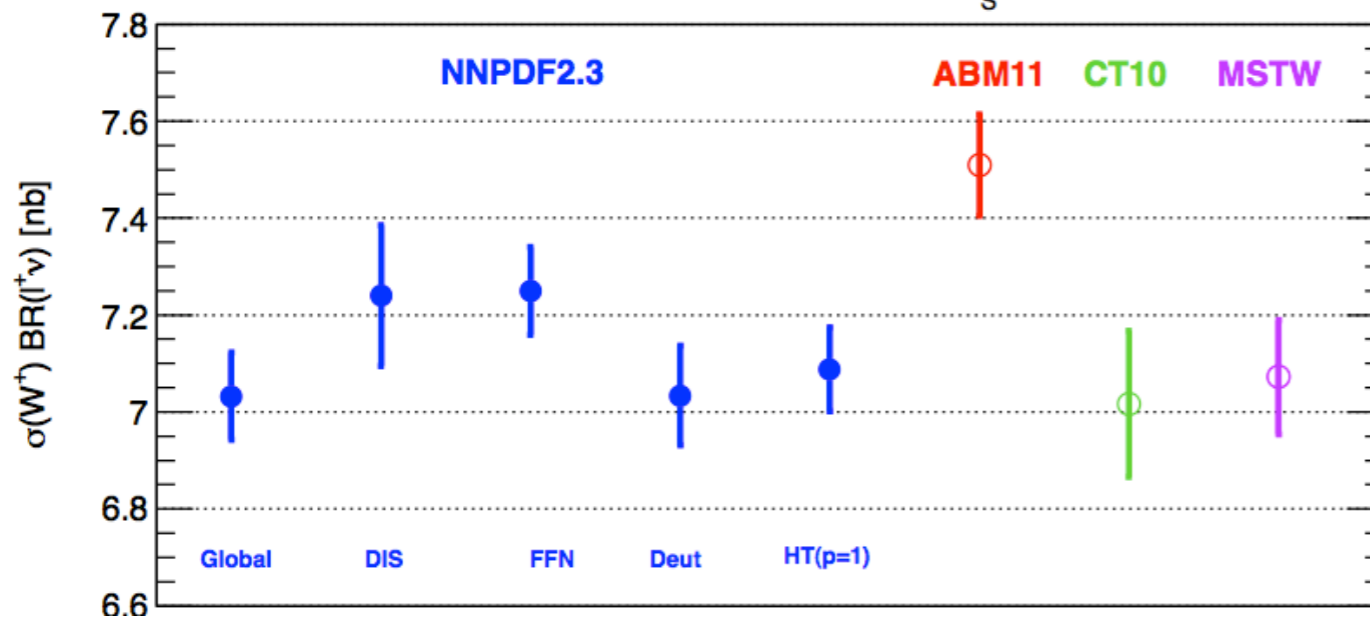 s
7.8
NNPDF2.3 ABM11 CT10 MSTW
7.6
7.4
7.2
7
6.8
6.6
σ(W⁺) BR(l⁺ν) [nb]
Global DIS FFN Deut HT(p=1)